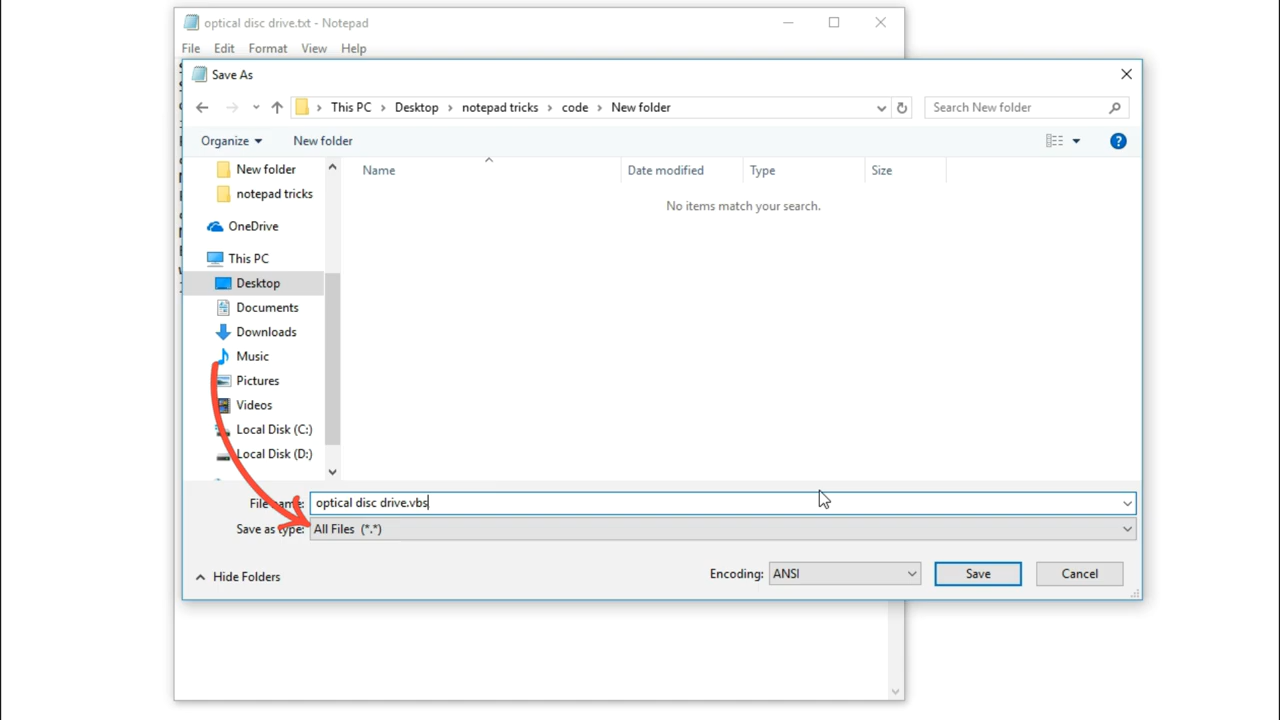 optical disc drive.txt - Notepad
File Edit Format View Help
Save As
This PC Desktop notepad tricks code New folder
Search New folder
Organize New folder
Name Date modified Type Size
No items match your search.
New folder
notepad tricks
OneDrive
This PC
Desktop
Documents
Downloads
Music
Pictures
Videos
Local Disk (C:)
Local Disk (D:)
File name: optical disc drive.vbs
Save as type: All Files (*.*)
Hide Folders
Encoding: ANSI
Save
Cancel